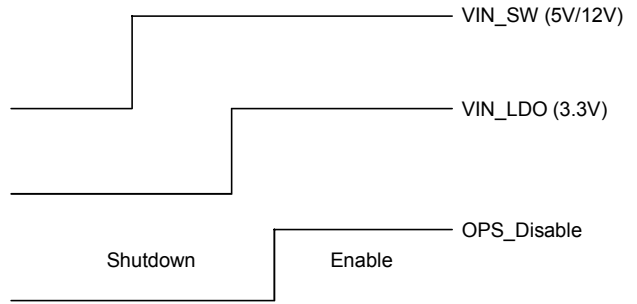 VIN_SW (5V/12V)
VIN_LDO (3.3V)
OPS_Disable
Shutdown
Enable